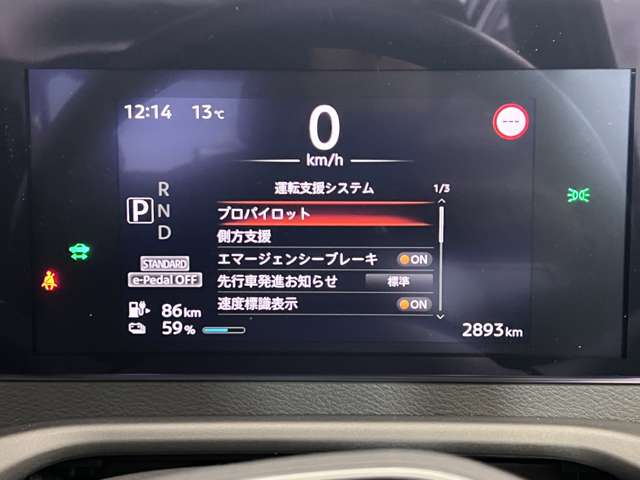 12:14 13℃
0
km/h
---
運転支援システム 1/3
R
P N
D
プロパイロット
側方支援
エマージェンシーブレーキ ON
先行車発進お知らせ 標準
速度標識表示 ON
STANDARD
e-Pedal OFF
86km
59%
2893km